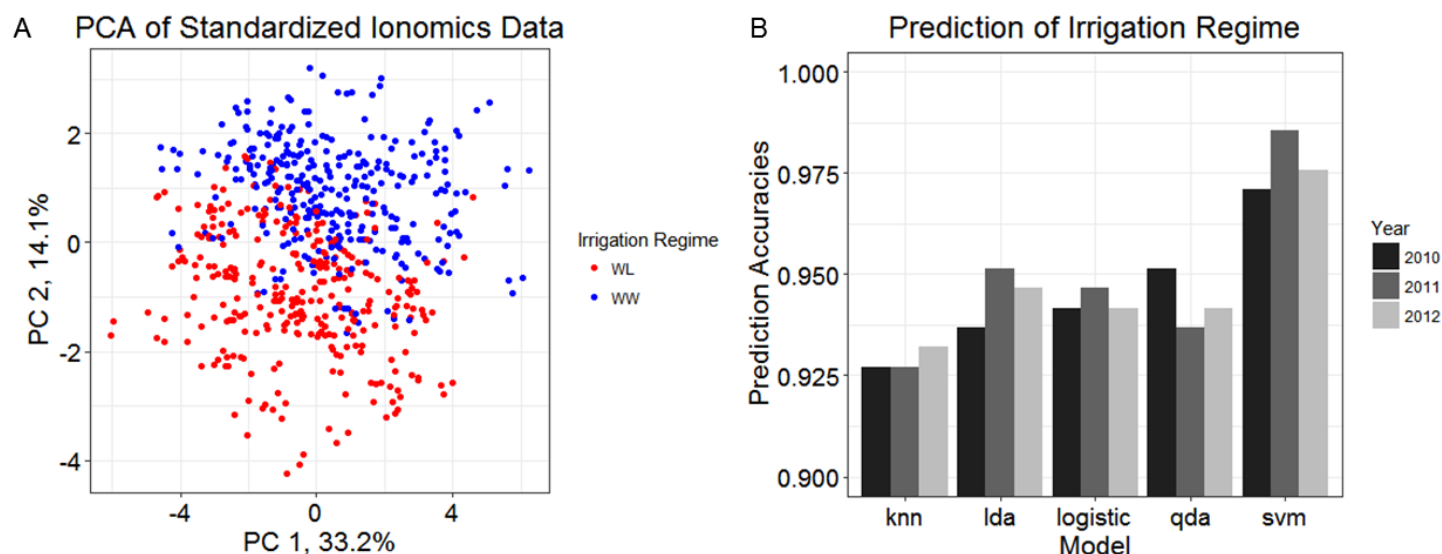 A
PCA of Standardized Ionomics Data
PC 2, 14.1%
2
0
-2
-4
-4
0
4
PC 1, 33.2%
Irrigation Regime
WL
WW
B
Prediction of Irrigation Regime
Prediction Accuracies
1.000
0.975
0.950
0.925
0.900
knn
lda
logistic
qda
svm
Model
Year
2010
2011
2012